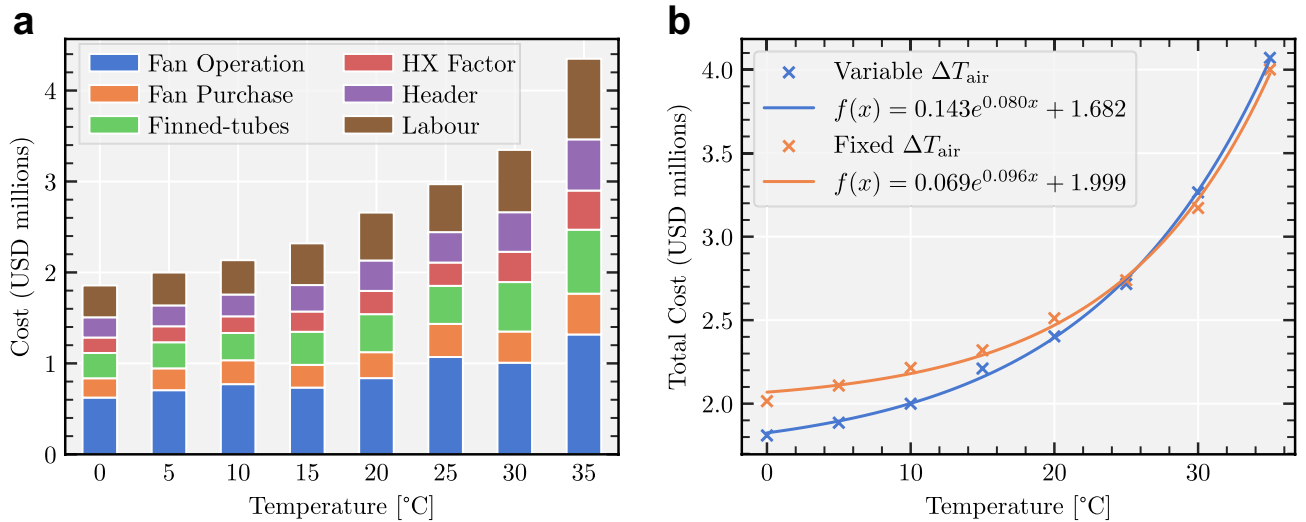 a
Fan Operation
Fan Purchase
Finned-tubes
HX Factor
Header
Labour
Cost (USD millions)
4
3
2
1
0
0 5 10 15 20 25 30 35
Temperature [°C]
b
Variable ΔT_air
f(x) = 0.143e^{0.080x} + 1.682
Fixed ΔT_air
f(x) = 0.069e^{0.096x} + 1.999
Total Cost (USD millions)
4.0
3.5
3.0
2.5
2.0
0 10 20 30
Temperature [°C]